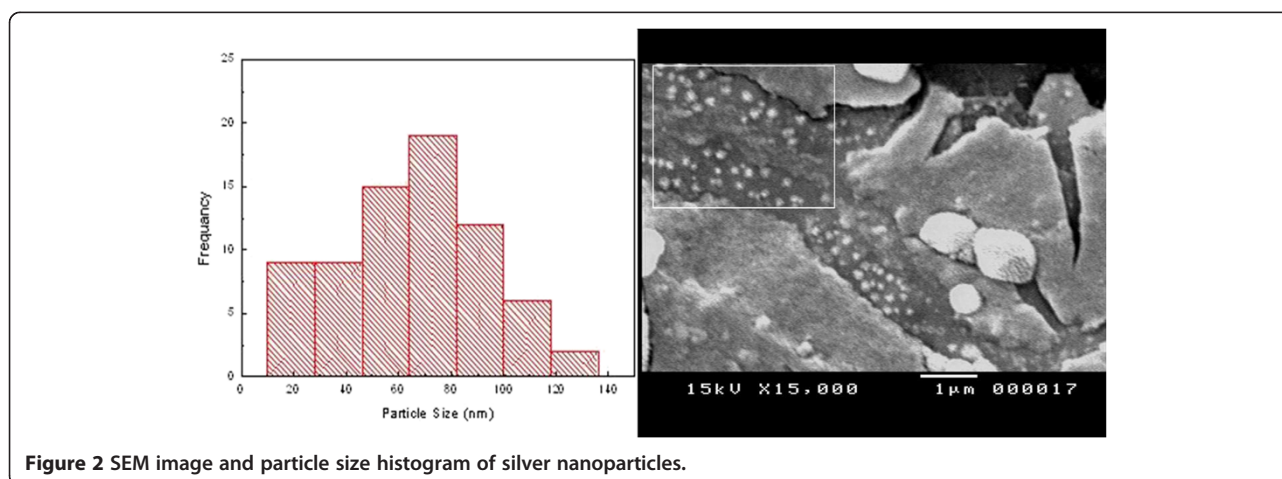 25
20
15
10
5
0
Frequancy
0 20 40 60 80 100 120 140
Particle Size (nm)
15kV X15,000 1µm 000017
Figure 2 SEM image and particle size histogram of silver nanoparticles.